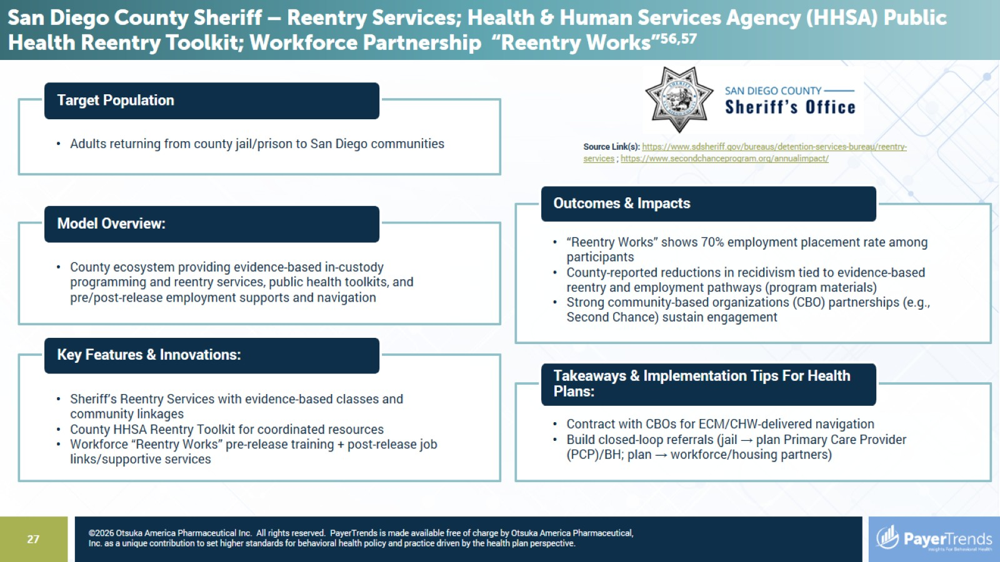 San Diego County Sheriff – Reentry Services; Health & Human Services Agency (HHSA) Public
Health Reentry Toolkit; Workforce Partnership “Reentry Works”56,57
Target Population
• Adults returning from county jail/prison to San Diego communities
Model Overview:
• County ecosystem providing evidence-based in-custody
programming and reentry services, public health toolkits, and
pre/post-release employment supports and navigation
Key Features & Innovations:
• Sheriff’s Reentry Services with evidence-based classes and
community linkages
• County HHSA Reentry Toolkit for coordinated resources
• Workforce “Reentry Works” pre-release training + post-release job
links/supportive services
SHERIFF
SAN DIEGO COUNTY
Sheriff’s Office
Source Link(s): https://www.sdsheriff.gov/bureaus/detention-services-bureau/reentry-
services ; https://www.secondchanceprogram.org/annualimpact/
Outcomes & Impacts
• “Reentry Works” shows 70% employment placement rate among
participants
• County-reported reductions in recidivism tied to evidence-based
reentry and employment pathways (program materials)
• Strong community-based organizations (CBO) partnerships (e.g.,
Second Chance) sustain engagement
Takeaways & Implementation Tips For Health
Plans:
• Contract with CBOs for ECM/CHW-delivered navigation
• Build closed-loop referrals (jail → plan Primary Care Provider
(PCP)/BH; plan → workforce/housing partners)
27
©2026 Otsuka America Pharmaceutical Inc. All rights reserved. PayerTrends is made available free of charge by Otsuka America Pharmaceutical,
Inc. as a unique contribution to set higher standards for behavioral health policy and practice driven by the health plan perspective.
PayerTrends
Insights For Behavioral Health